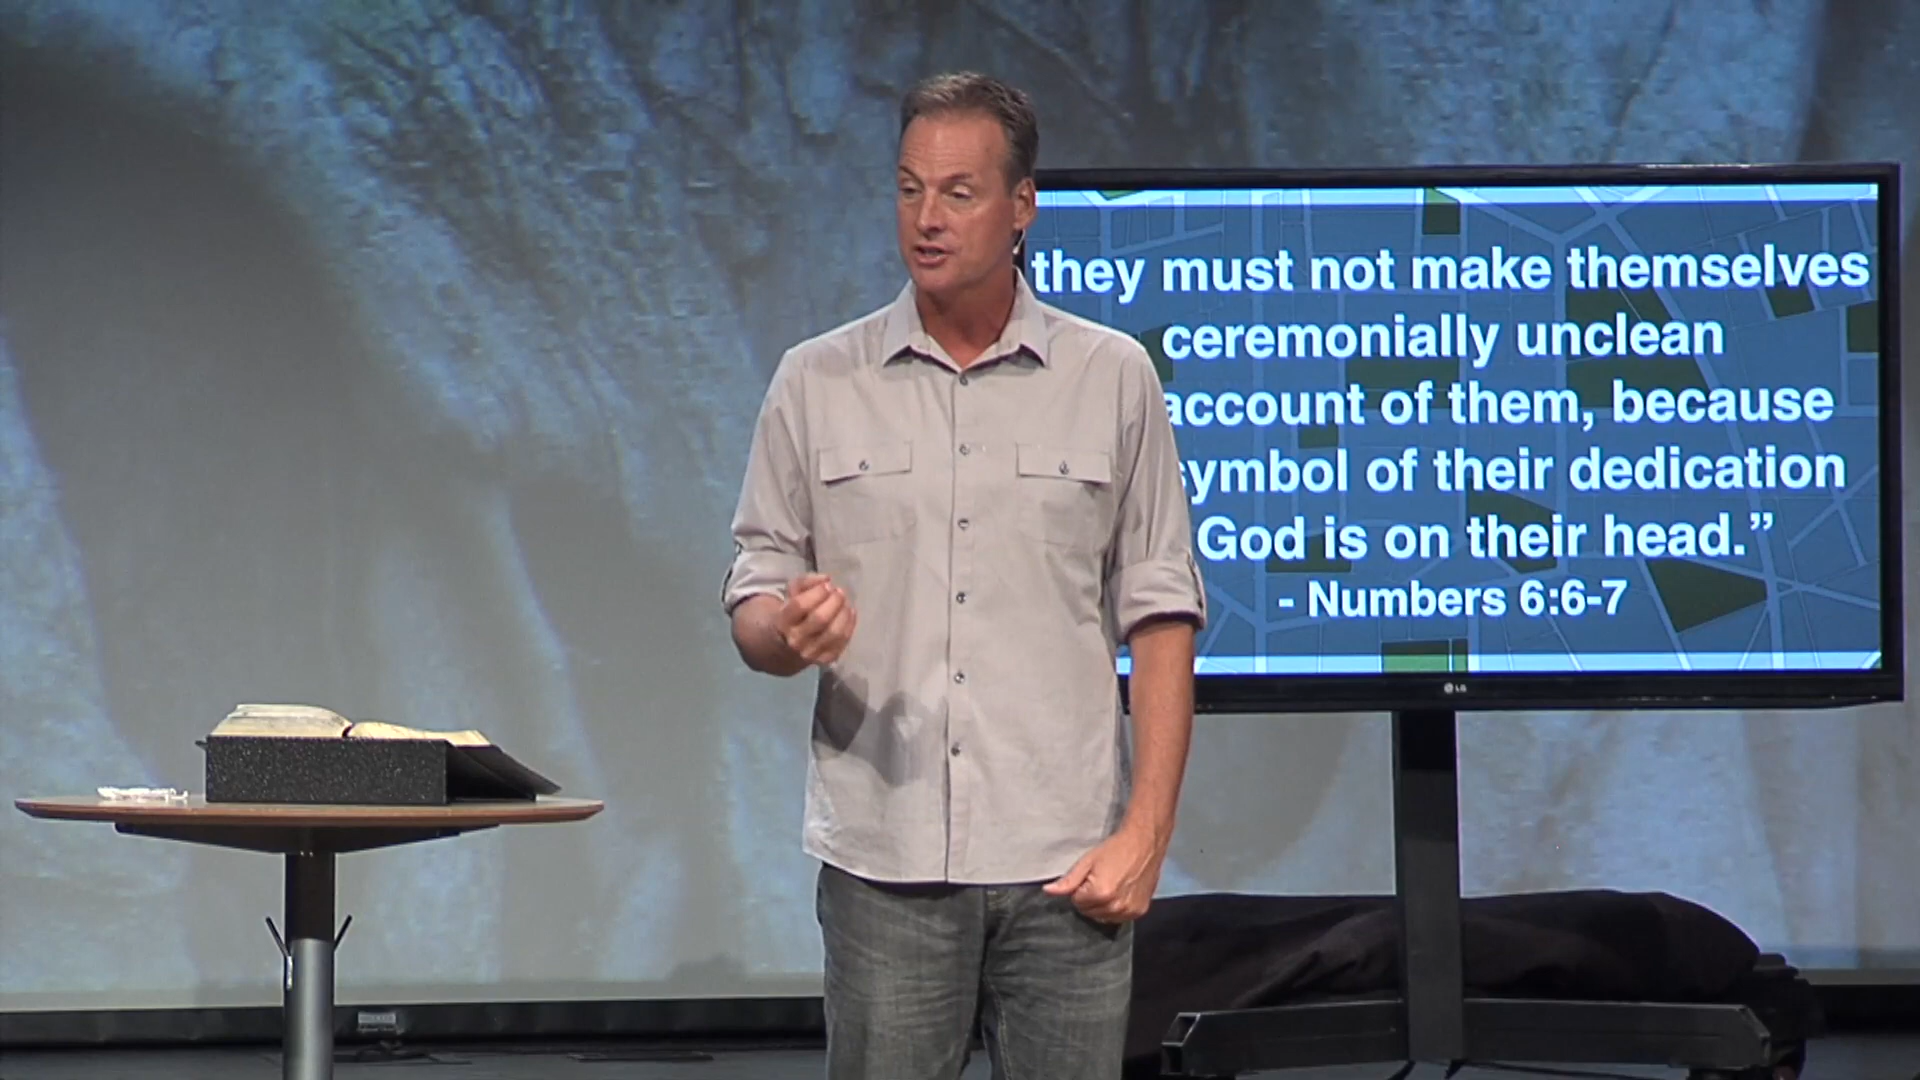 they must not make themselves
ceremonially unclean
account of them, because
symbol of their dedication
God is on their head.”
- Numbers 6:6-7
LG